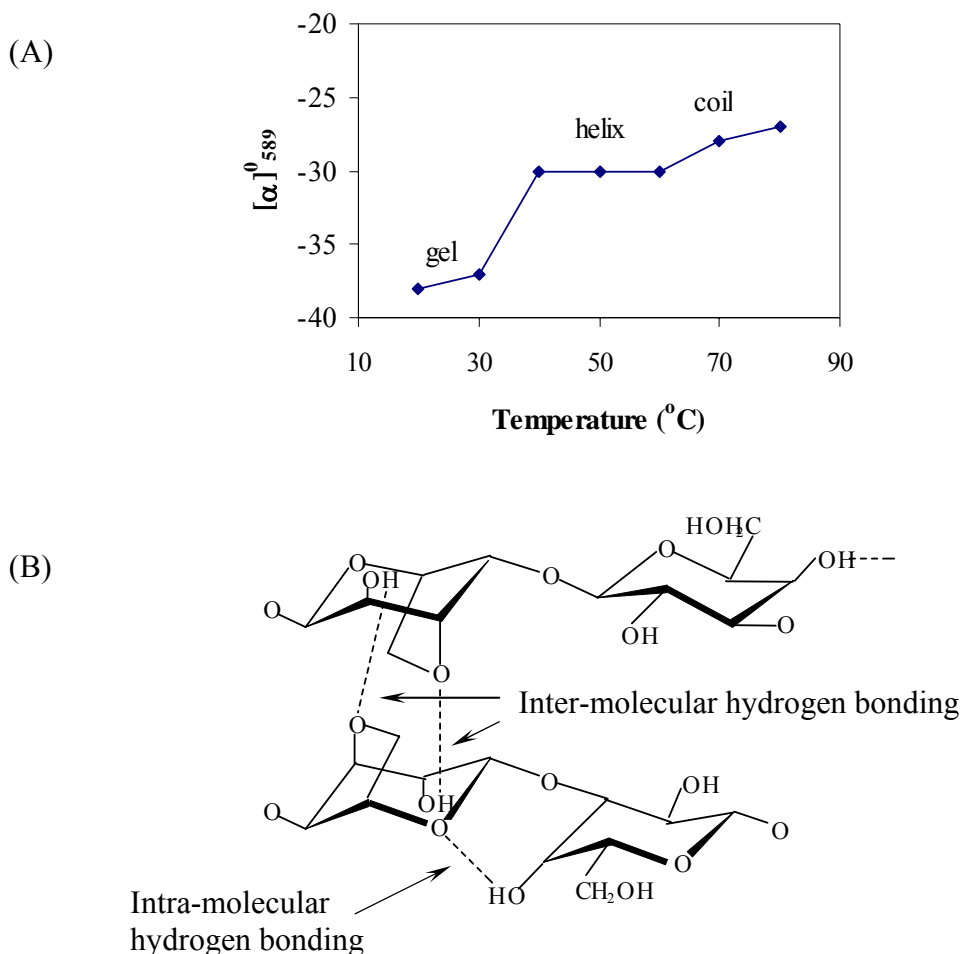 (A)
-20
-25
-30
-35
-40
[α]⁰₅₈₉
gel
helix
coil
10 30 50 70 90
Temperature (°C)
(B)
HOH₂C
O OH O O OH
O
OH O
O
Inter-molecular hydrogen bonding
O
O OH
O OH O
O HO CH₂OH O
Intra-molecular
hydrogen bonding